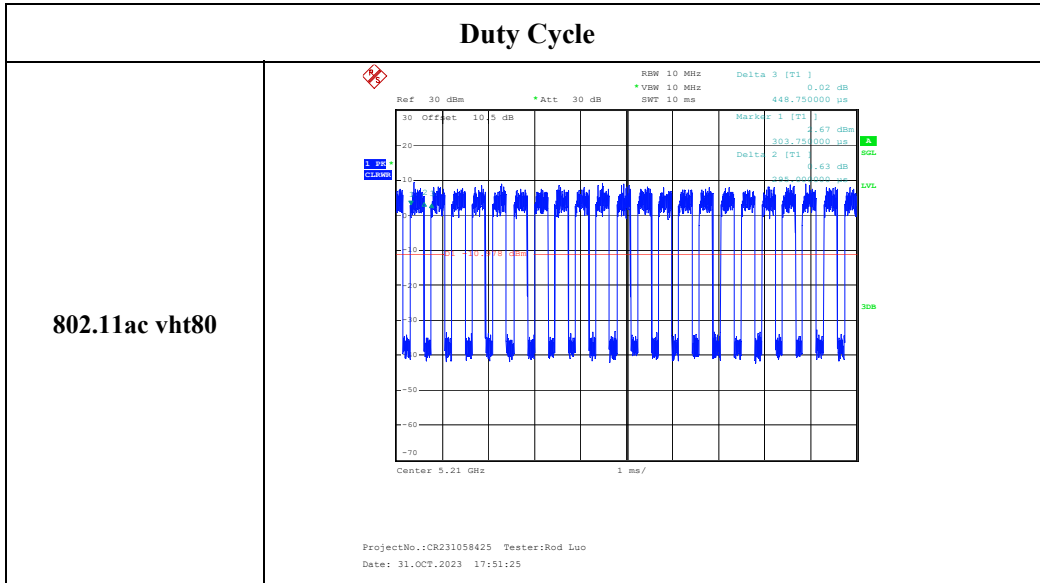 Duty Cycle
802.11ac vht80
R S
RBW 10 MHz Delta 3 [T1 ]
* VBW 10 MHz 0.02 dB
Ref 30 dBm * Att 30 dB SWT 10 ms 448.750000 µs
30 Offset 10.5 dB Marker 1 [T1 ]
2.67 dBm
303.750000 µs
A
-20 Delta 2 [T1 ]
SGL
1 PK *
0.63 dB
CLRWR
-10
LVL
-10
D1 -10.978 dBm
-20
3DB
-30
-50
-60
-70
Center 5.21 GHz 1 ms/
ProjectNo.:CR231058425 Tester:Rod Luo
Date: 31.OCT.2023 17:51:25